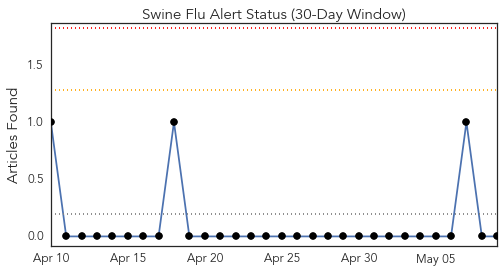 Swine Flu Alert Status (30-Day Window)
Articles Found
1.5
1.0
0.5
0.0
Apr 10 Apr 15 Apr 20 Apr 25 Apr 30 May 05